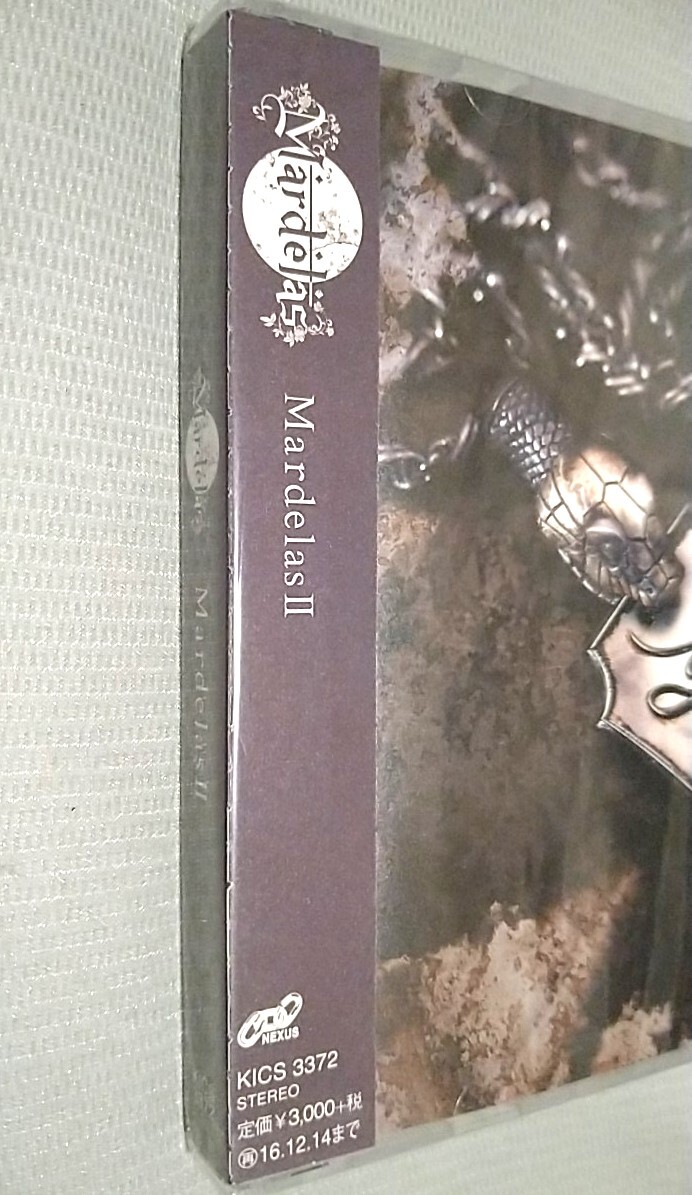 Mardelas
Mardelas II
NEXUS
KICS 3372
STEREO
定価¥3,000+税
再16.12.14まで
Mardelas
Mardelas II